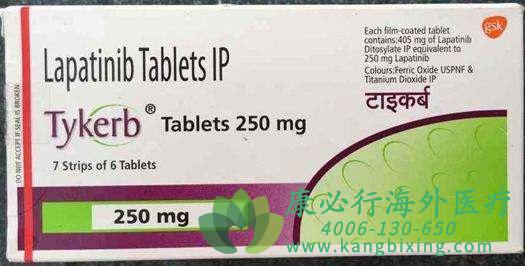 Lapatinib Tablets IP
Tykerb® Tablets 250 mg
7 Strips of 6 Tablets
250 mg
DO NOT ACCEPT IF SEAL IS BROKEN
Each film-coated tablet
contains:405 mg of Lapatinib
Ditosylate IP equivalent to
250 mg Lapatinib
Colours:Ferric Oxide USPNF &
Titanium Dioxide IP
gsk
टाइकर्ब
康必行海外医疗
4006-130-650
www.kangbixing.com